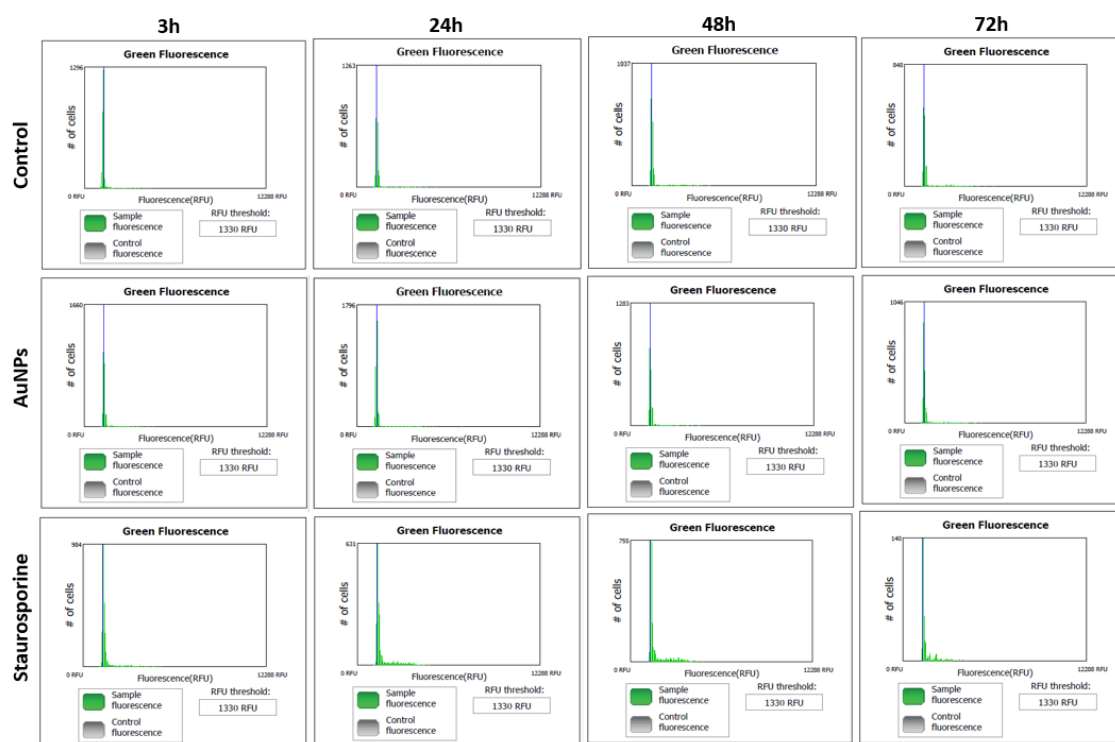 3h 24h 48h 72h
Control
Green Fluorescence
1296
# of cells
0 RFU 12288 RFU
Fluorescence(RFU)
Sample fluorescence
Control fluorescence
RFU threshold:
1330 RFU
Green Fluorescence
1263
# of cells
0 RFU 12288 RFU
Fluorescence(RFU)
Sample fluorescence
Control fluorescence
RFU threshold:
1330 RFU
Green Fluorescence
1037
# of cells
0 RFU 12288 RFU
Fluorescence(RFU)
Sample fluorescence
Control fluorescence
RFU threshold:
1330 RFU
Green Fluorescence
848
# of cells
0 RFU 12288 RFU
Fluorescence(RFU)
Sample fluorescence
Control fluorescence
RFU threshold:
1330 RFU
AuNPs
Green Fluorescence
1660
# of cells
0 RFU 12288 RFU
Fluorescence(RFU)
Sample fluorescence
Control fluorescence
RFU threshold:
1330 RFU
Green Fluorescence
1796
# of cells
0 RFU 12288 RFU
Fluorescence(RFU)
Sample fluorescence
Control fluorescence
RFU threshold:
1330 RFU
Green Fluorescence
1283
# of cells
0 RFU 12288 RFU
Fluorescence(RFU)
Sample fluorescence
Control fluorescence
RFU threshold:
1330 RFU
Green Fluorescence
1046
# of cells
0 RFU 12288 RFU
Fluorescence(RFU)
Sample fluorescence
Control fluorescence
RFU threshold:
1330 RFU
Staurosporine
Green Fluorescence
984
# of cells
0 RFU 12288 RFU
Fluorescence(RFU)
Sample fluorescence
Control fluorescence
RFU threshold:
1330 RFU
Green Fluorescence
631
# of cells
0 RFU 12288 RFU
Fluorescence(RFU)
Sample fluorescence
Control fluorescence
RFU threshold:
1330 RFU
Green Fluorescence
755
# of cells
0 RFU 12288 RFU
Fluorescence(RFU)
Sample fluorescence
Control fluorescence
RFU threshold:
1330 RFU
Green Fluorescence
140
# of cells
0 RFU 12288 RFU
Fluorescence(RFU)
Sample fluorescence
Control fluorescence
RFU threshold:
1330 RFU